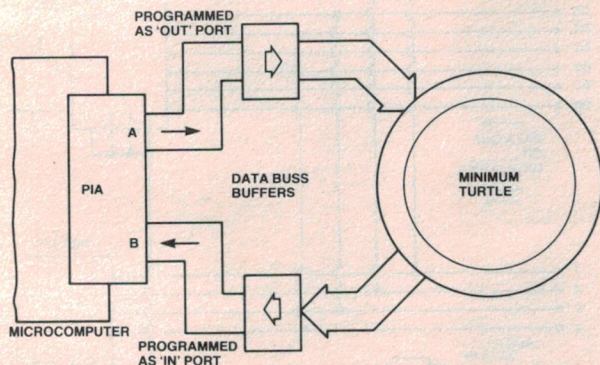 PROGRAMMED
AS 'OUT' PORT
A
PIA
DATA BUSS
BUFFERS
MINIMUM
TURTLE
B
MICROCOMPUTER
PROGRAMMED
AS 'IN' PORT